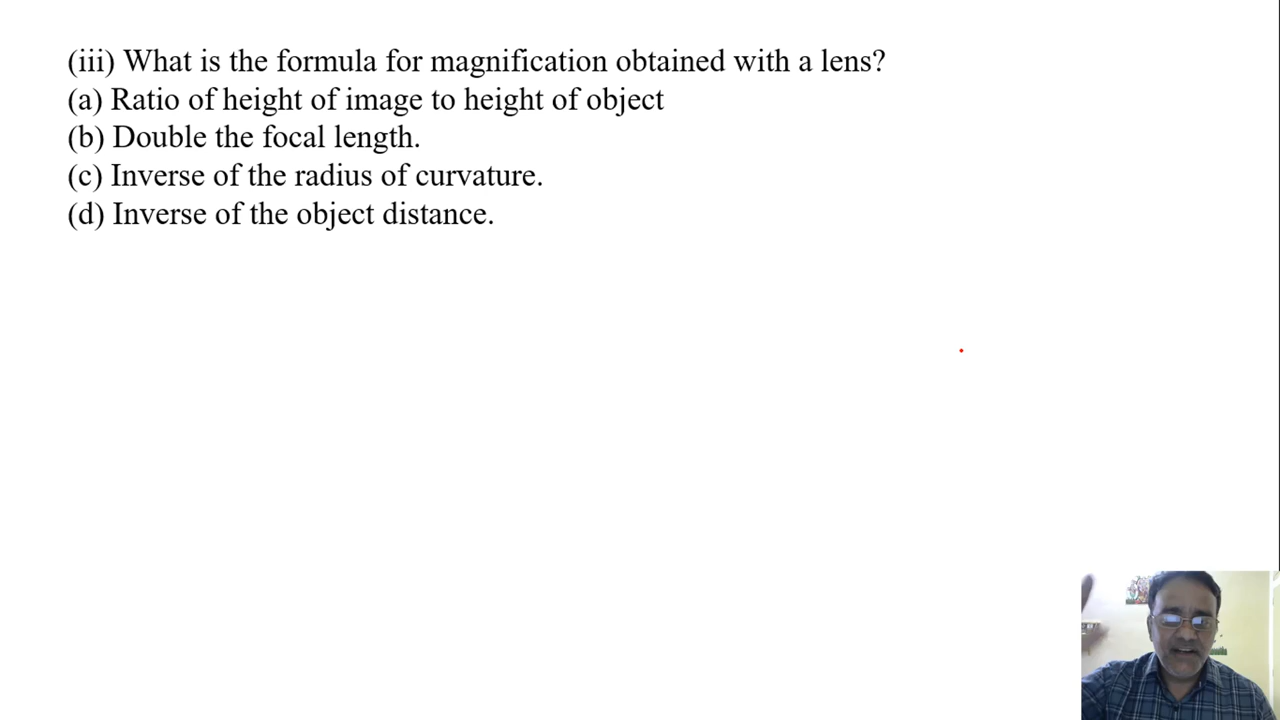 (iii) What is the formula for magnification obtained with a lens?
(a) Ratio of height of image to height of object
(b) Double the focal length.
(c) Inverse of the radius of curvature.
(d) Inverse of the object distance.